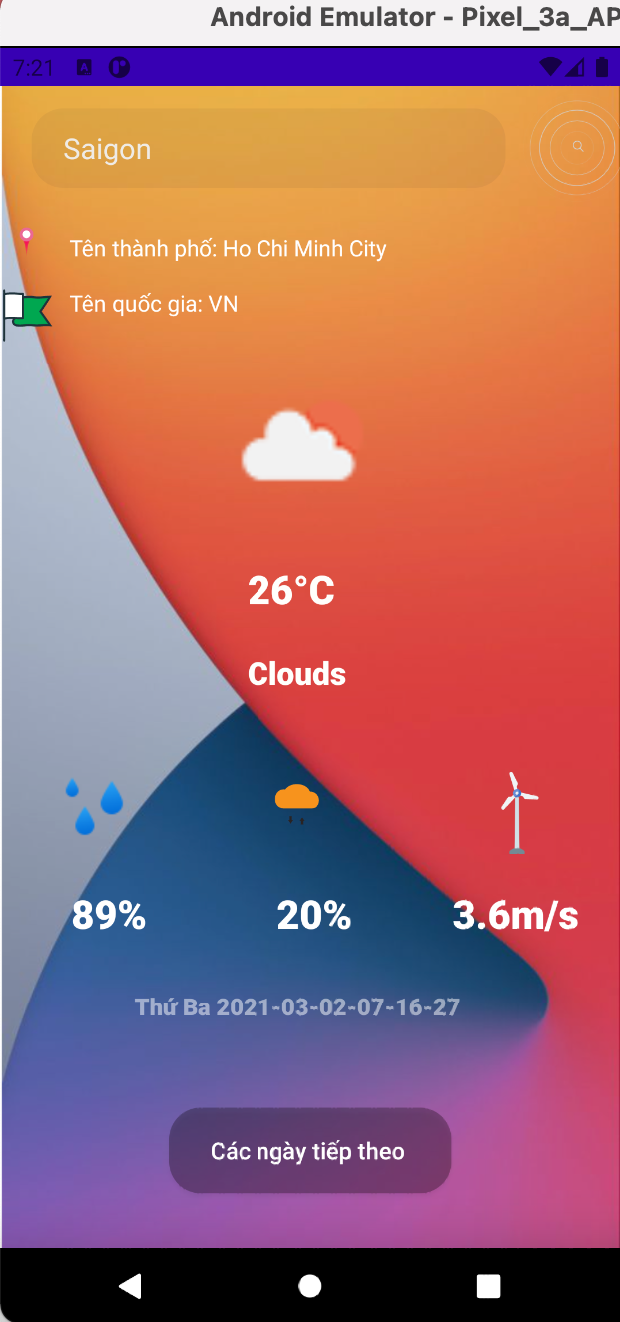 Android Emulator - Pixel_3a_AP
7:21
Saigon
Tên thành phố: Ho Chi Minh City
Tên quốc gia: VN
26°C
Clouds
89% 20% 3.6m/s
Thứ Ba 2021-03-02-07-16-27
Các ngày tiếp theo